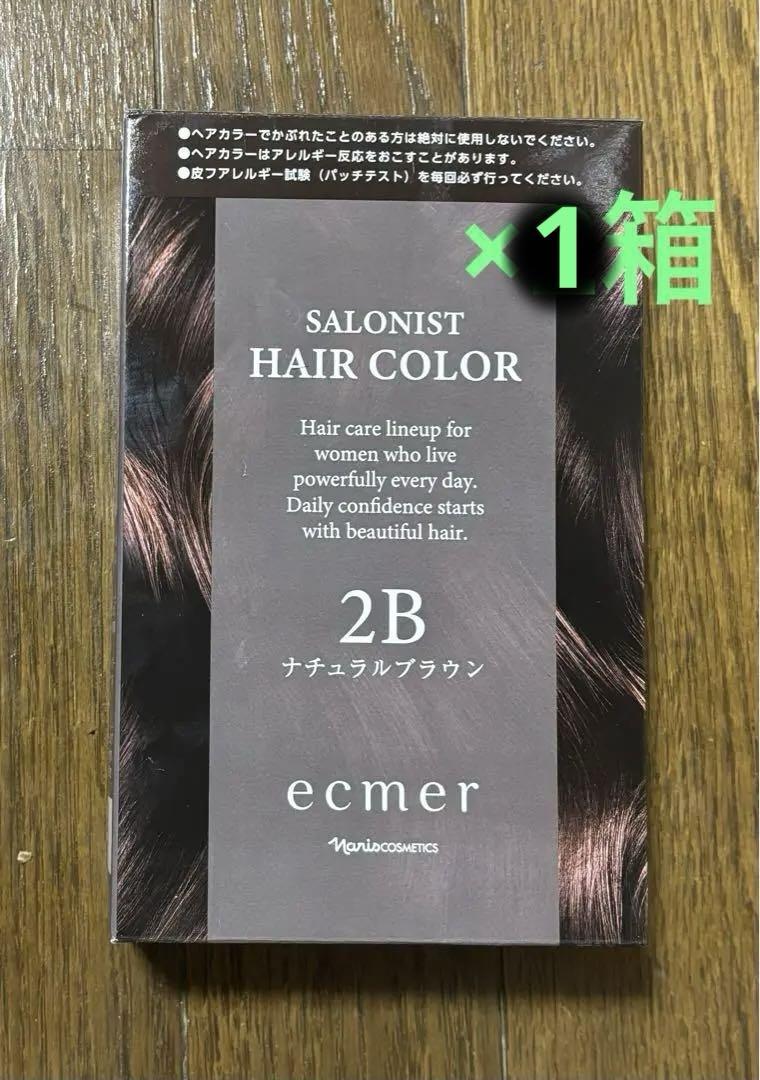 ●ヘアカラーでかぶれたことのある方は絶対に使用しないでください。
●ヘアカラーはアレルギー反応をおこすことがあります。
●皮フアレルギー試験（パッチテスト）を毎回必ず行ってください。
×1箱
SALONIST
HAIR COLOR
Hair care lineup for
women who live
powerfully every day.
Daily confidence starts
with beautiful hair.
2B
ナチュラルブラウン
ecmer
Naris COSMETICS